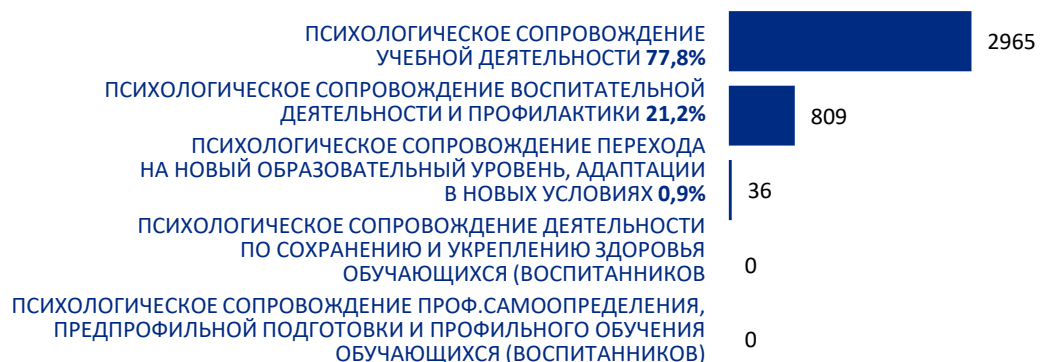 ПСИХОЛОГИЧЕСКОЕ СОПРОВОЖДЕНИЕ
УЧЕБНОЙ ДЕЯТЕЛЬНОСТИ 77,8%
2965
ПСИХОЛОГИЧЕСКОЕ СОПРОВОЖДЕНИЕ ВОСПИТАТЕЛЬНОЙ
ДЕЯТЕЛЬНОСТИ И ПРОФИЛАКТИКИ 21,2%
809
ПСИХОЛОГИЧЕСКОЕ СОПРОВОЖДЕНИЕ ПЕРЕХОДА
НА НОВЫЙ ОБРАЗОВАТЕЛЬНЫЙ УРОВЕНЬ, АДАПТАЦИИ
В НОВЫХ УСЛОВИЯХ 0,9%
36
ПСИХОЛОГИЧЕСКОЕ СОПРОВОЖДЕНИЕ ДЕЯТЕЛЬНОСТИ
ПО СОХРАНЕНИЮ И УКРЕПЛЕНИЮ ЗДОРОВЬЯ
ОБУЧАЮЩИХСЯ (ВОСПИТАННИКОВ
0
ПСИХОЛОГИЧЕСКОЕ СОПРОВОЖДЕНИЕ ПРОФ.САМООПРЕДЕЛЕНИЯ,
ПРЕДПРОФИЛЬНОЙ ПОДГОТОВКИ И ПРОФИЛЬНОГО ОБУЧЕНИЯ
ОБУЧАЮЩИХСЯ (ВОСПИТАННИКОВ)
0